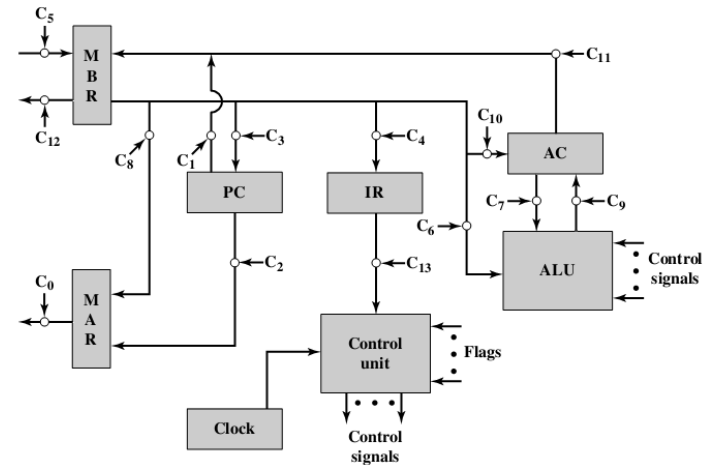 C5
M
B
R
C11
C12
C8
C1
C3
C4
C10
AC
PC
IR
C7
C9
C6
C2
C13
ALU
Control
signals
C0
M
A
R
Control
unit
Flags
Clock
Control
signals